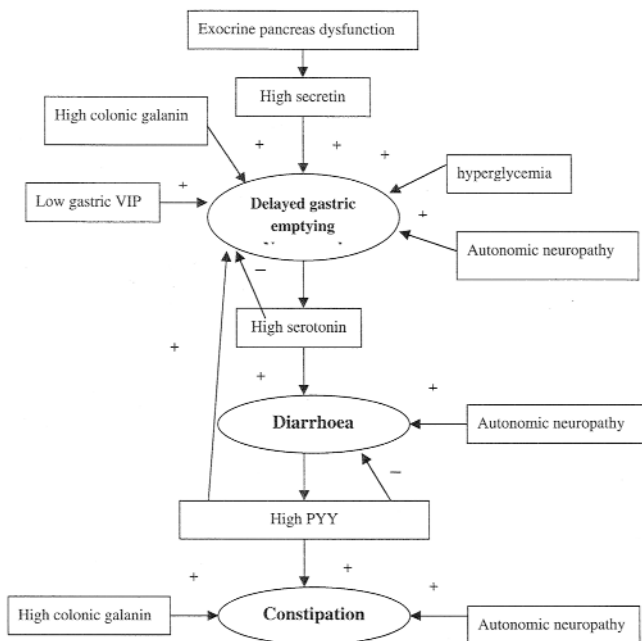 Exocrine pancreas dysfunction
High secretin
High colonic galanin
+
+
+
hyperglycemia
+
Low gastric VIP
Delayed gastric
emptying
+
Autonomic neuropathy
–
High serotonin
+
+
+
Diarrhoea
Autonomic neuropathy
–
High PYY
+
+
+
High colonic galanin
Constipation
Autonomic neuropathy